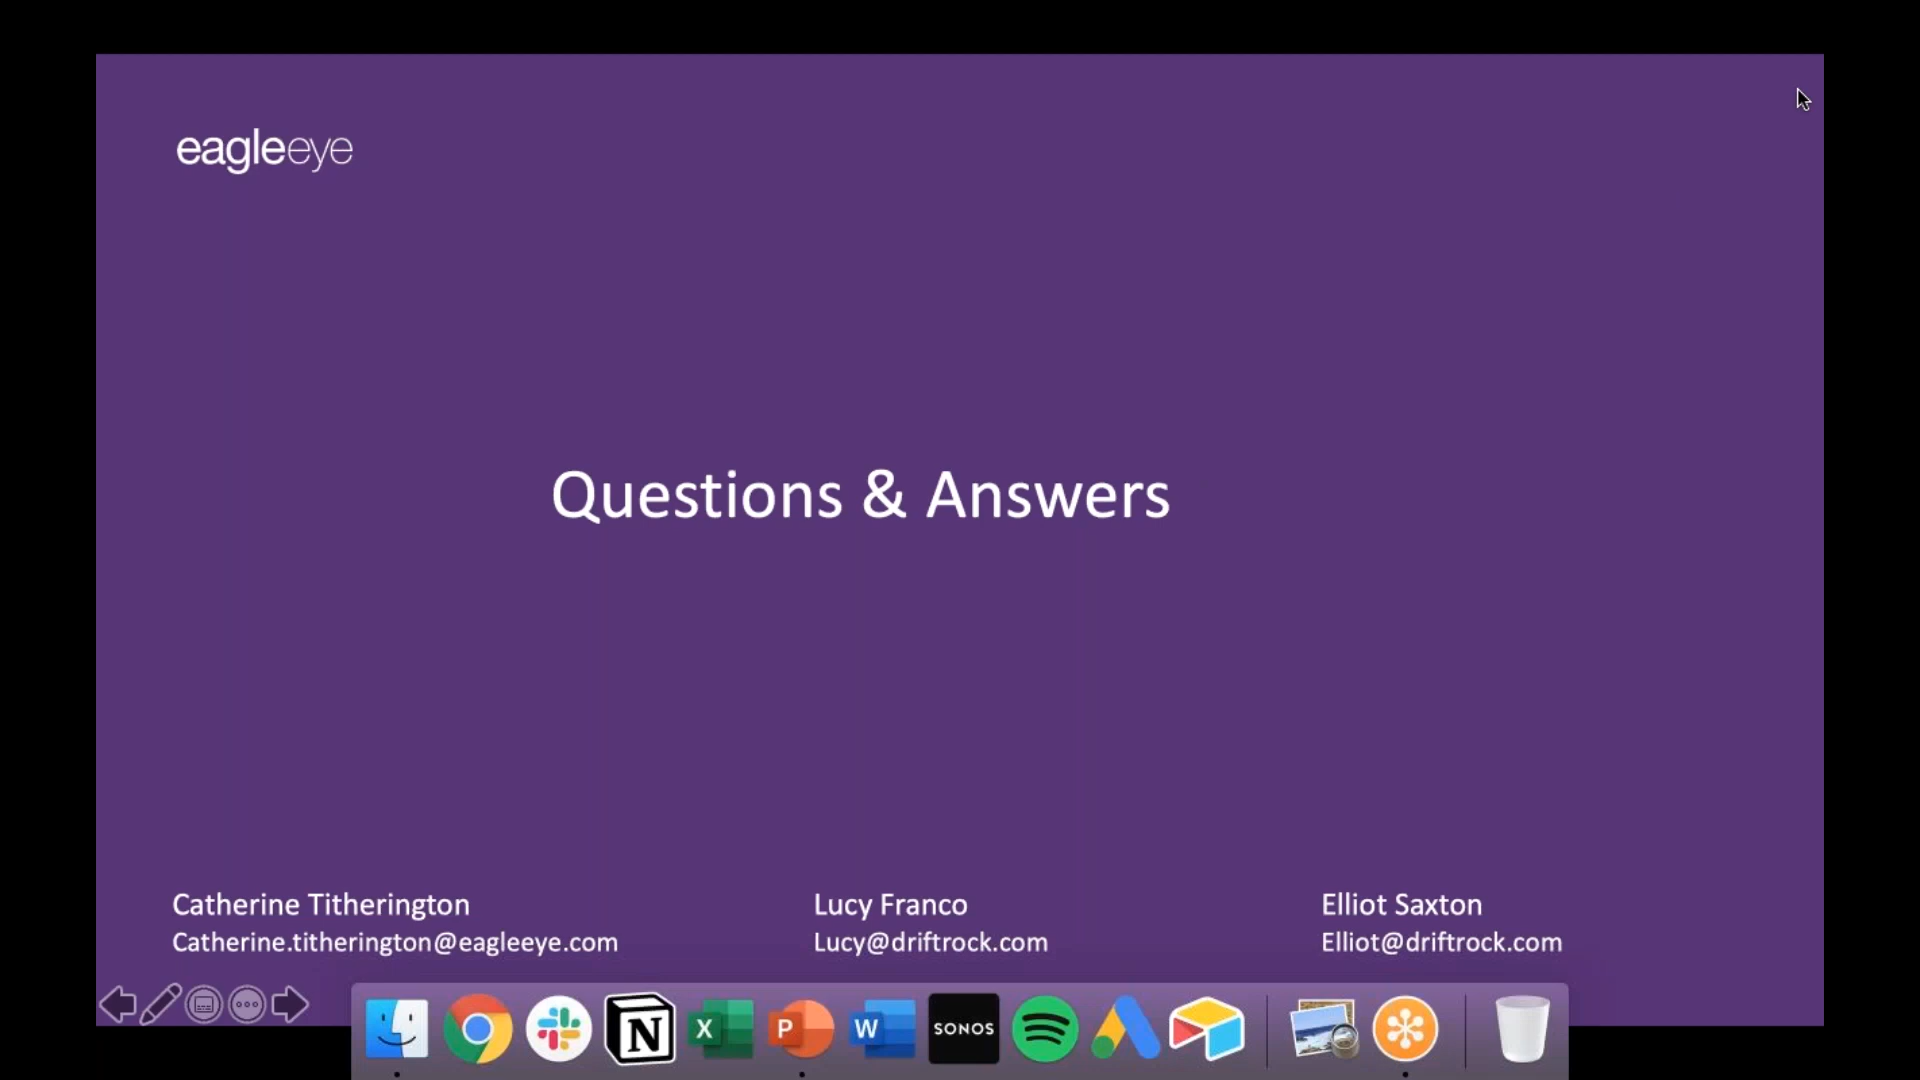 eagleeye
Questions & Answers
Catherine Titherington
Catherine.titherington@eagleeye.com
Lucy Franco
Lucy@driftrock.com
Elliot Saxton
Elliot@driftrock.com
N
X
P
W
SONOS